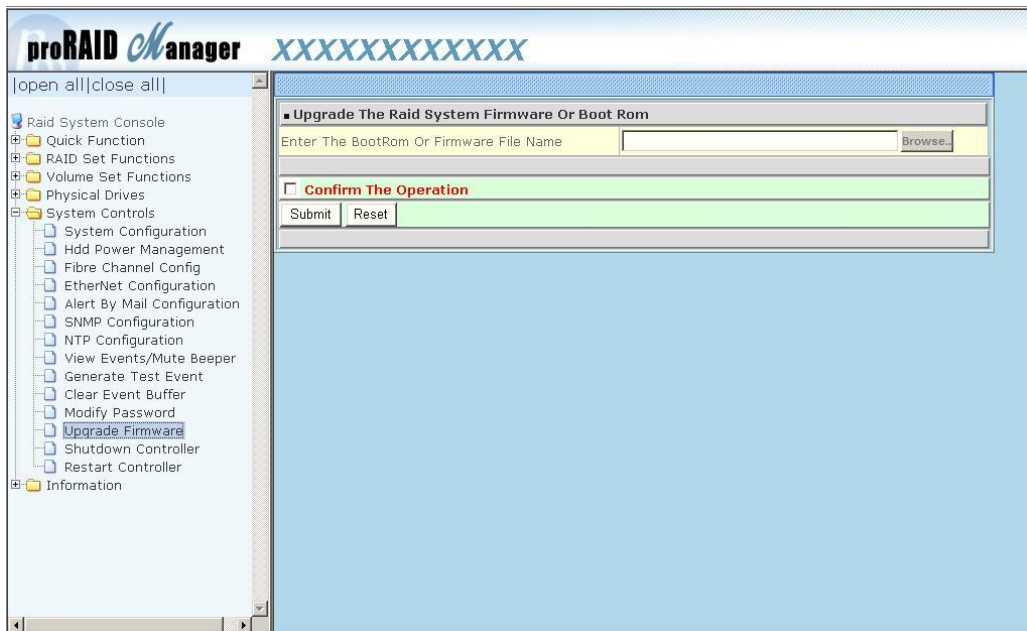 proRAID Manager XXXXXXXXXXXXX
|open all|close all|
Raid System Console
Quick Function
RAID Set Functions
Volume Set Functions
Physical Drives
System Controls
System Configuration
Hdd Power Management
Fibre Channel Config
EtherNet Configuration
Alert By Mail Configuration
SNMP Configuration
NTP Configuration
View Events/Mute Beeper
Generate Test Event
Clear Event Buffer
Modify Password
Upgrade Firmware
Shutdown Controller
Restart Controller
Information
Upgrade The Raid System Firmware Or Boot Rom
Enter The BootRom Or Firmware File Name Browse..
Confirm The Operation
Submit Reset